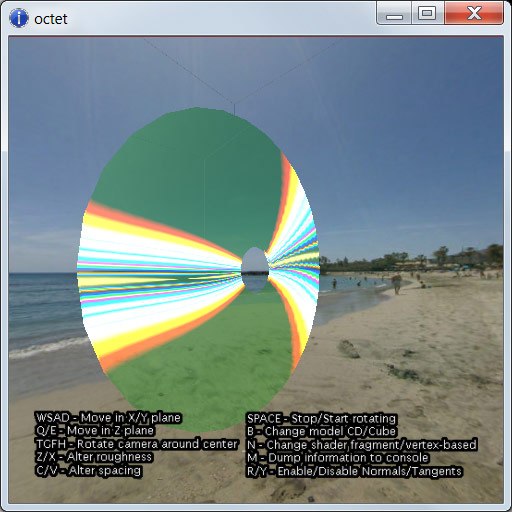 octet
WSAD - Move in X/Y plane
Q/E - Move in Z plane
TGFH - Rotate camera around center
Z/X - Alter roughness
C/V - Alter spacing
SPACE - Stop/Start rotating
B - Change model CD/Cube
N - Change shader fragment/vertex-based
M - Dump information to console
R/Y - Enable/Disable Normals/Tangents